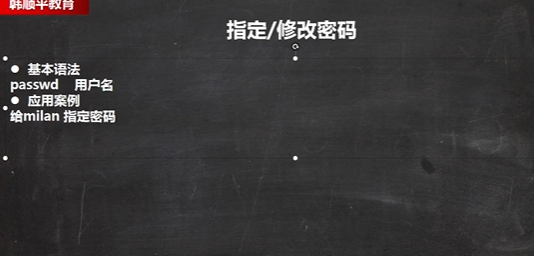 韩顺平教育
指定/修改密码
● 基本语法
passwd 用户名
● 应用案例
给milan 指定密码